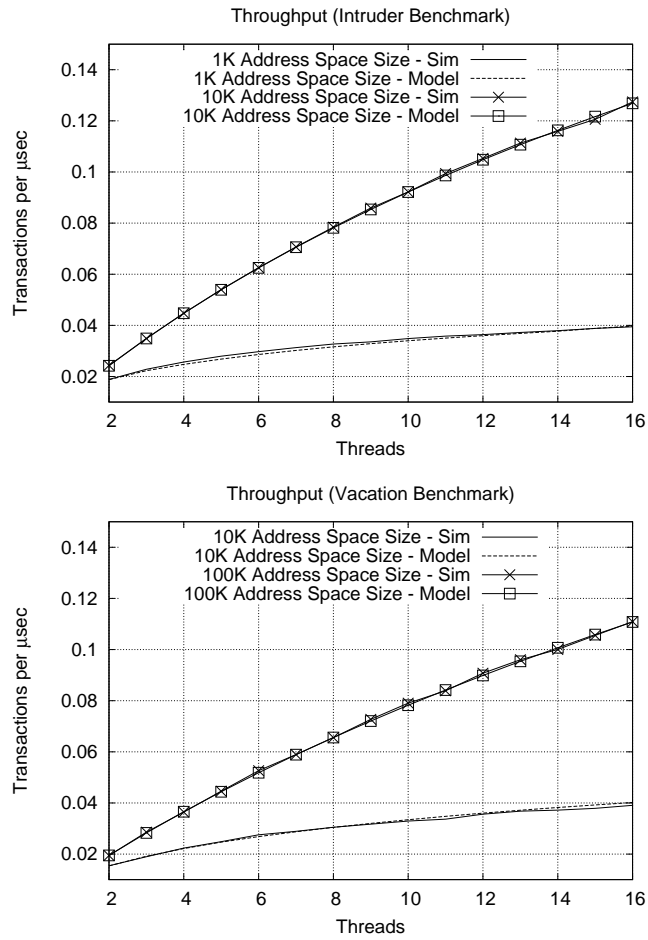 Throughput (Intruder Benchmark)
1K Address Space Size - Sim
1K Address Space Size - Model
10K Address Space Size - Sim
10K Address Space Size - Model
0.14
0.12
0.1
0.08
0.06
0.04
0.02
Transactions per μsec
2 4 6 8 10 12 14 16
Threads
Throughput (Vacation Benchmark)
10K Address Space Size - Sim
10K Address Space Size - Model
100K Address Space Size - Sim
100K Address Space Size - Model
0.14
0.12
0.1
0.08
0.06
0.04
0.02
Transactions per μsec
2 4 6 8 10 12 14 16
Threads